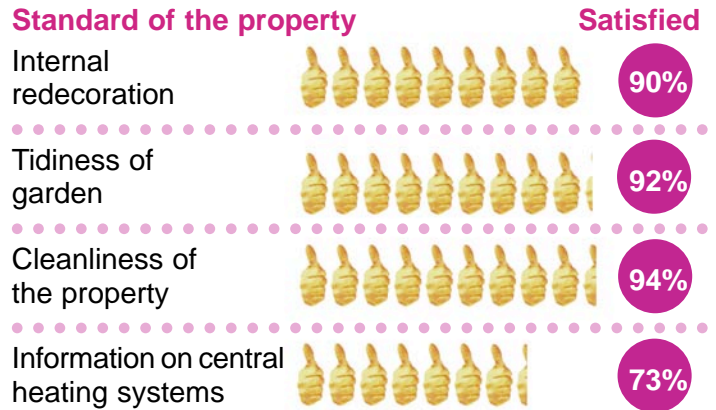 Standard of the property Satisfied
Internal
redecoration
90%
Tidiness of
garden
92%
Cleanliness of
the property
94%
Information on central
heating systems
73%